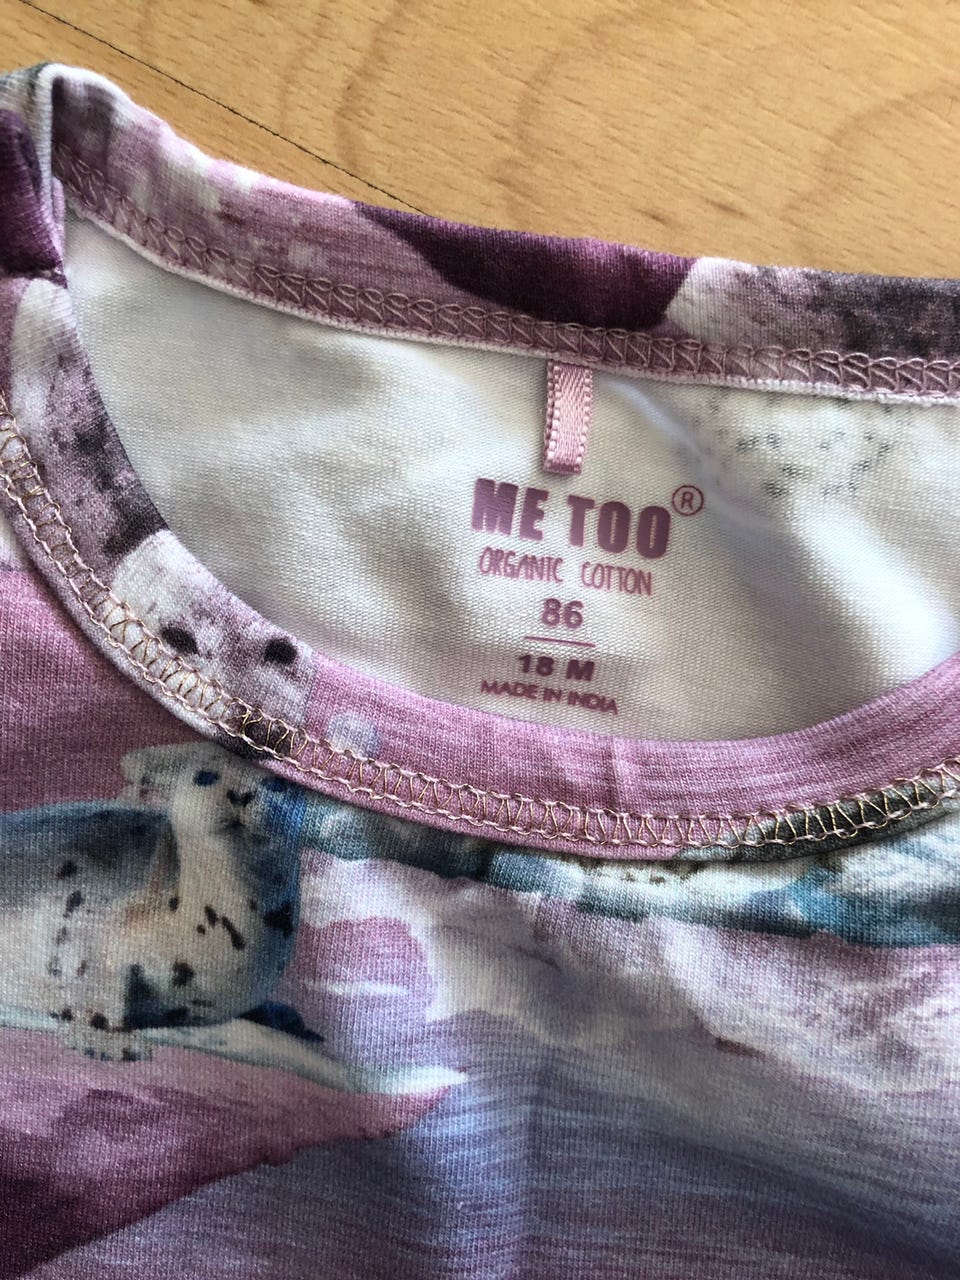 ME TOO®
ORGANIC COTTON
86
18 M
MADE IN INDIA